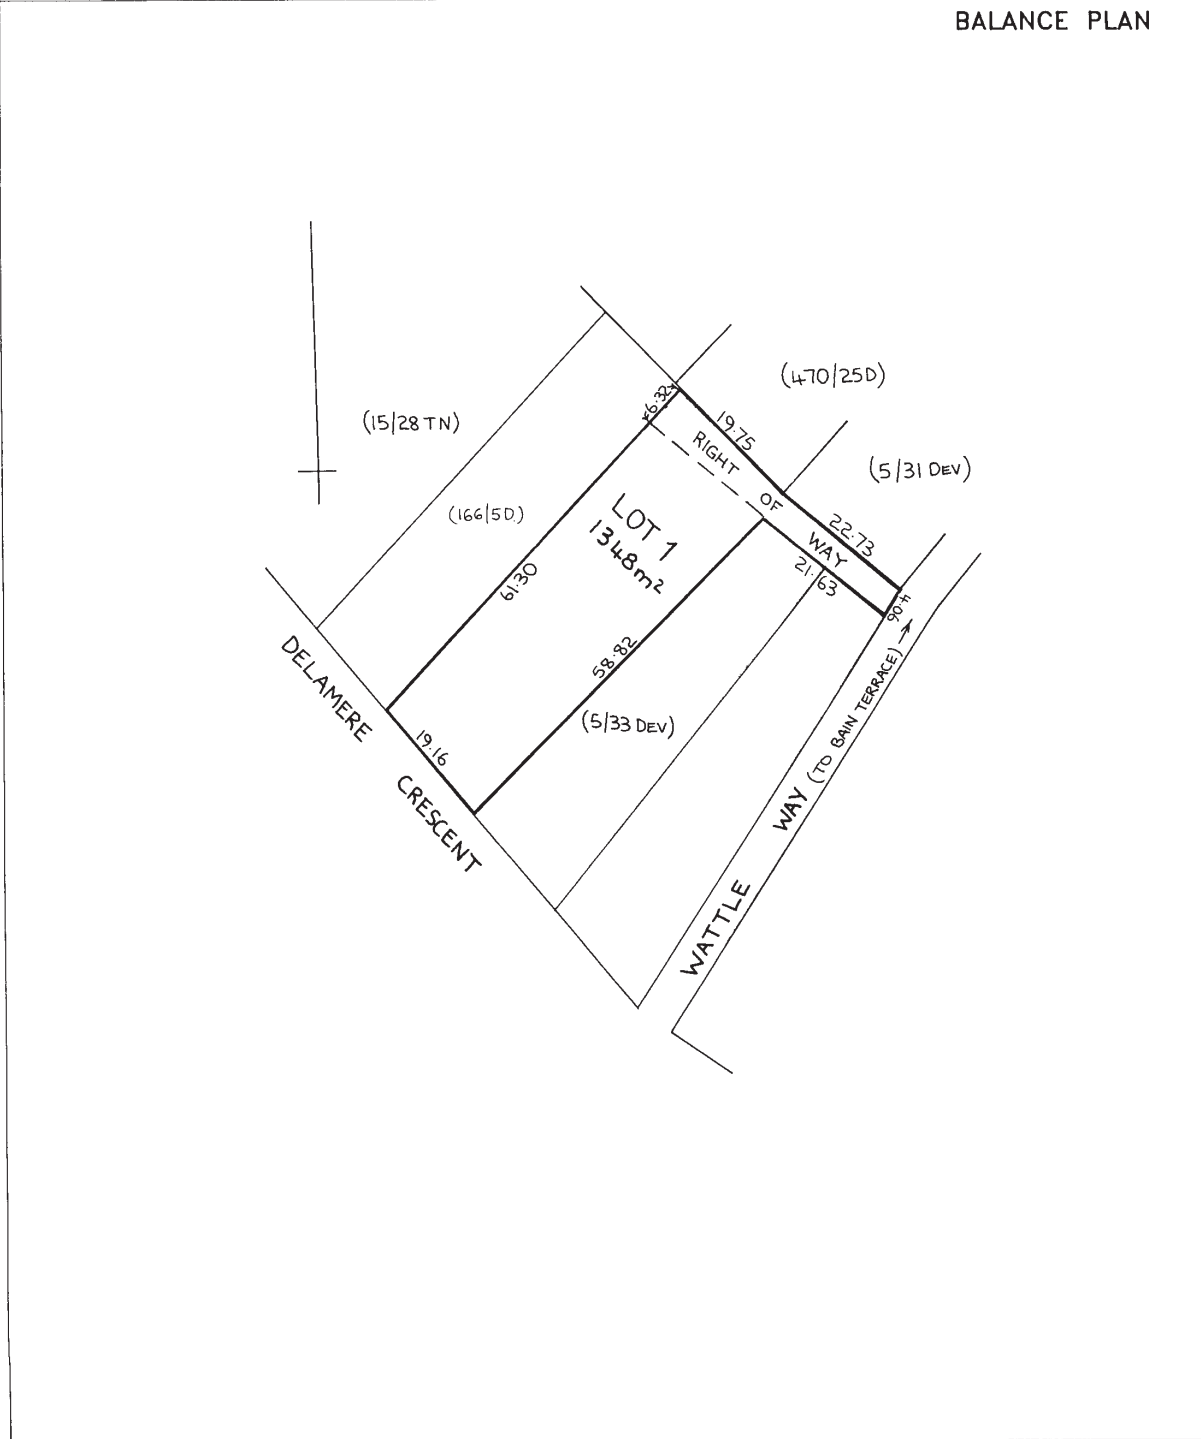 BALANCE PLAN
(470/25D)
6.32
19.75
(15/28 TN)
RIGHT OF WAY
(5/31 DEV)
(166/5D)
LOT 1
1348m²
22.73
21.63
61.30
4.06
58.82
DELAMERE CRESCENT
19.16
(5/33 DEV)
WATTLE WAY (TO BAIN TERRACE)